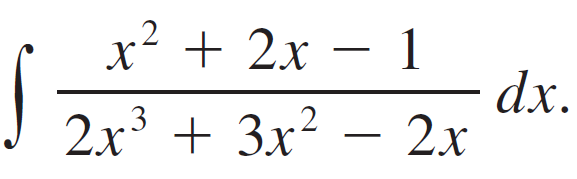 ∫ (x² + 2x − 1) / (2x³ + 3x² − 2x) dx.